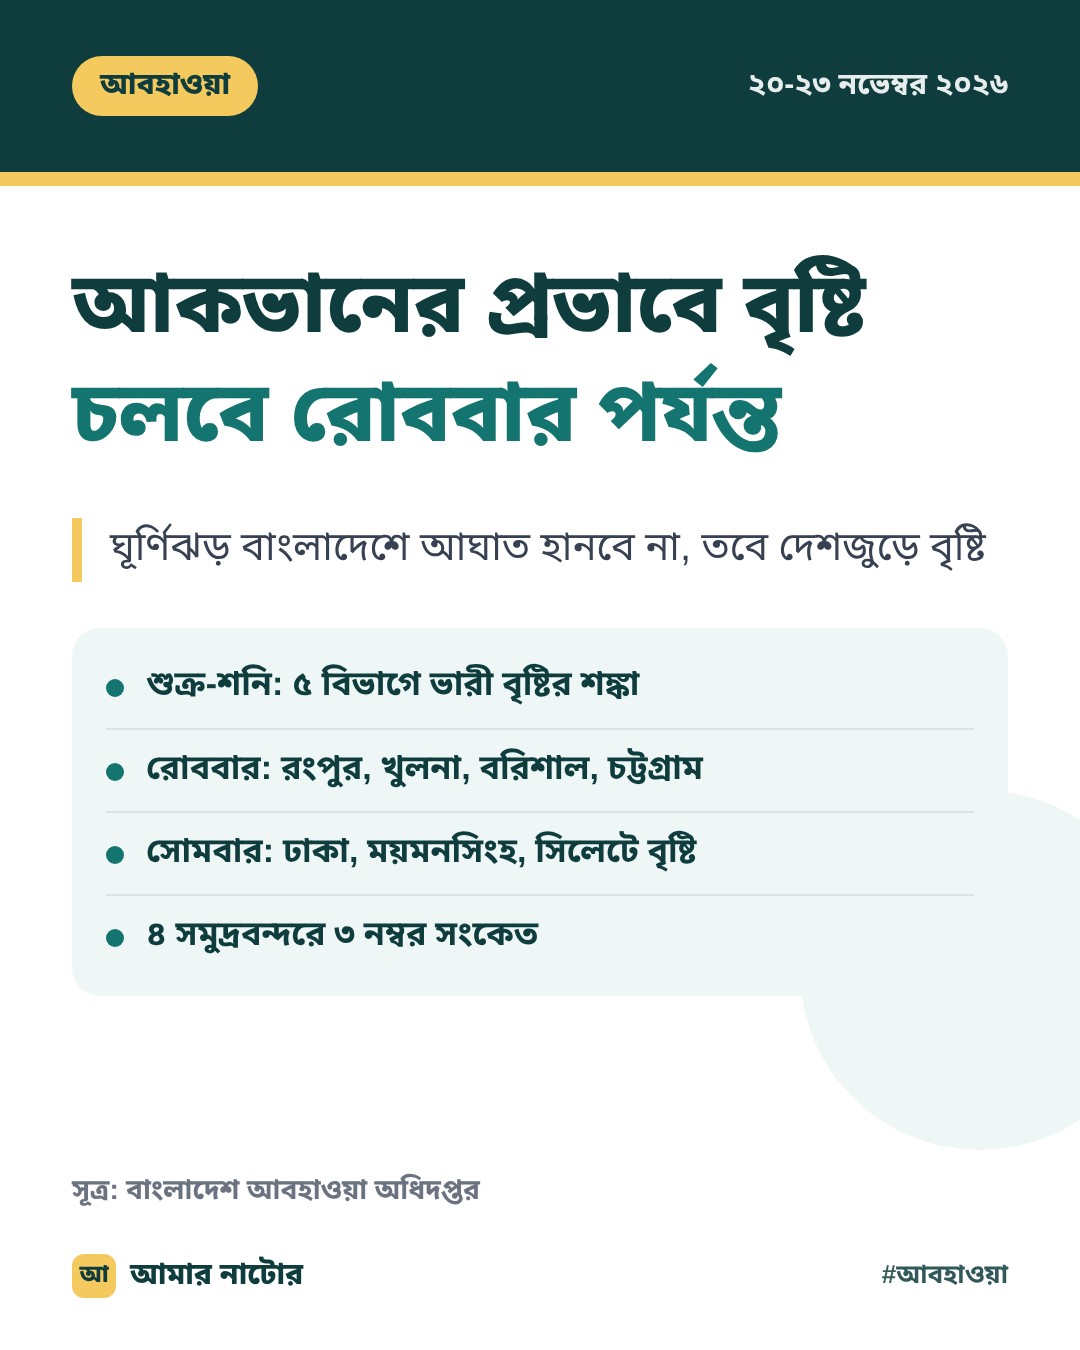 আবহাওয়া
২০-২৩ নভেম্বর ২০২৬
আকভানের প্রভাবে বৃষ্টি
চলবে রোববার পর্যন্ত
ঘূর্ণিঝড় বাংলাদেশে আঘাত হানবে না, তবে দেশজুড়ে বৃষ্টি
শুক্র-শনি: ৫ বিভাগে ভারী বৃষ্টির শঙ্কা
রোববার: রংপুর, খুলনা, বরিশাল, চট্টগ্রাম
সোমবার: ঢাকা, ময়মনসিংহ, সিলেটে বৃষ্টি
৪ সমুদ্রবন্দরে ৩ নম্বর সংকেত
সূত্র: বাংলাদেশ আবহাওয়া অধিদপ্তর
আ আমার নাটোর
#আবহাওয়া